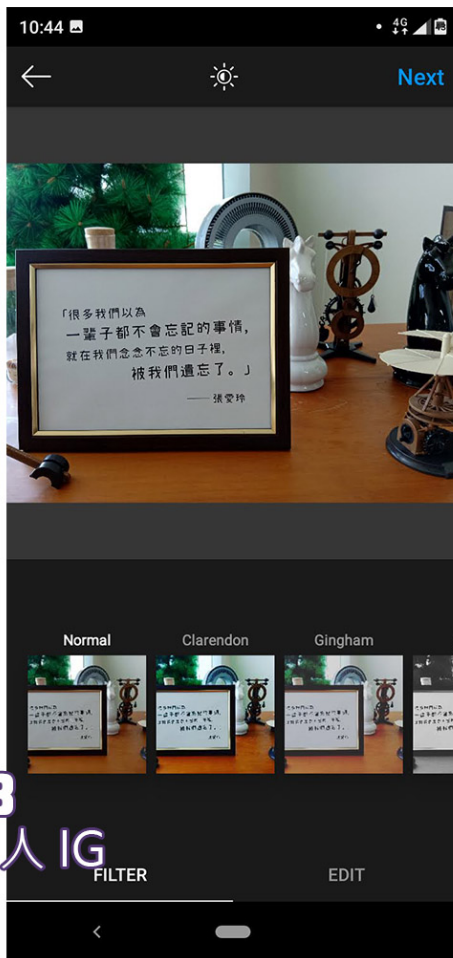 10:44
4G
Next
「很多我們以為
一輩子都不會忘記的事情，
就在我們念念不忘的日子裡，
被我們遺忘了。」
——張愛玲
Normal
Clarendon
Gingham
人 IG
FILTER
EDIT